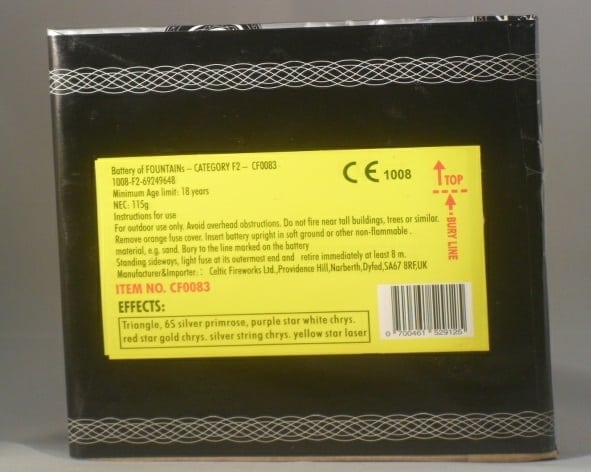 Battery of FOUNTAINs – CATEGORY F2 – CF0083
1008-F2-69249648
Minimum Age limit: 18 years
NEC: 115g
Instructions for use
For outdoor use only. Avoid overhead obstructions. Do not fire near tall buildings, trees or similar.
Remove orange fuse cover. Insert battery upright in soft ground or other non-flammable .
material, e.g. sand. Bory to the line marked on the battery
Standing sideways, light fuse at its outermost end and retire immediately at least 8 m.
Manufacturer&Importer: : Celtic Fireworks Ltd.,Providence Hill,Narberth,Dyfed,SA67 8RF,UK
ITEM NO. CF0083
EFFECTS:
Triangle, 6S silver primrose, purple star white chrys.
red star gold chrys. silver string chrys. yellow star laser
CE 1008
TOP
BURY LINE
0 700461 529125